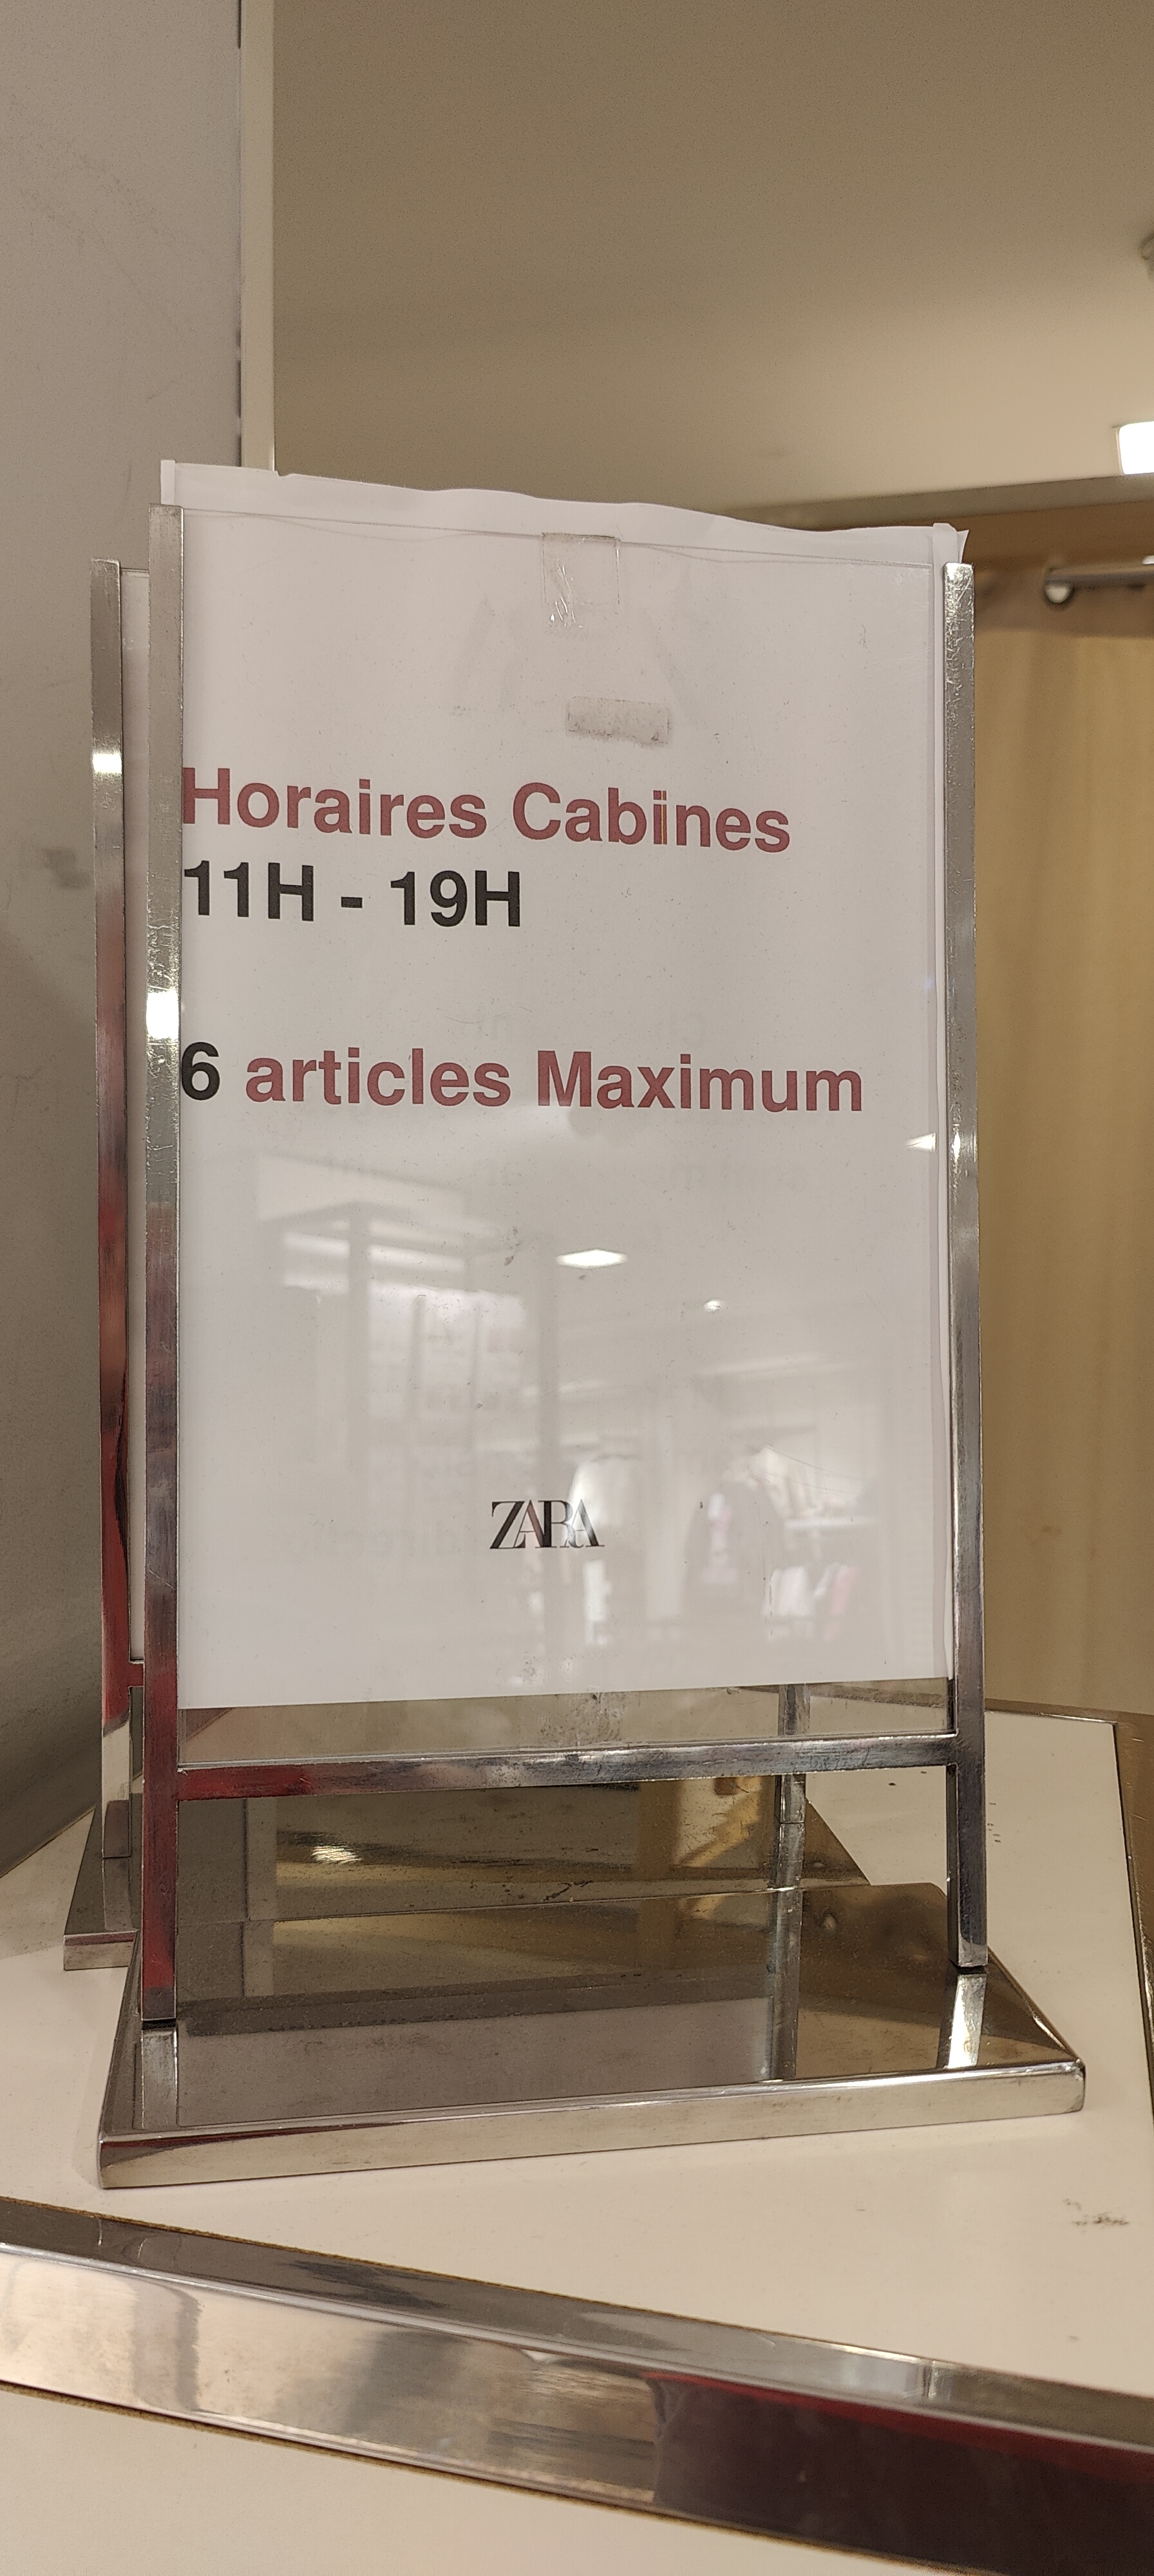 Horaires Cabines
11H - 19H
6 articles Maximum
ZARA